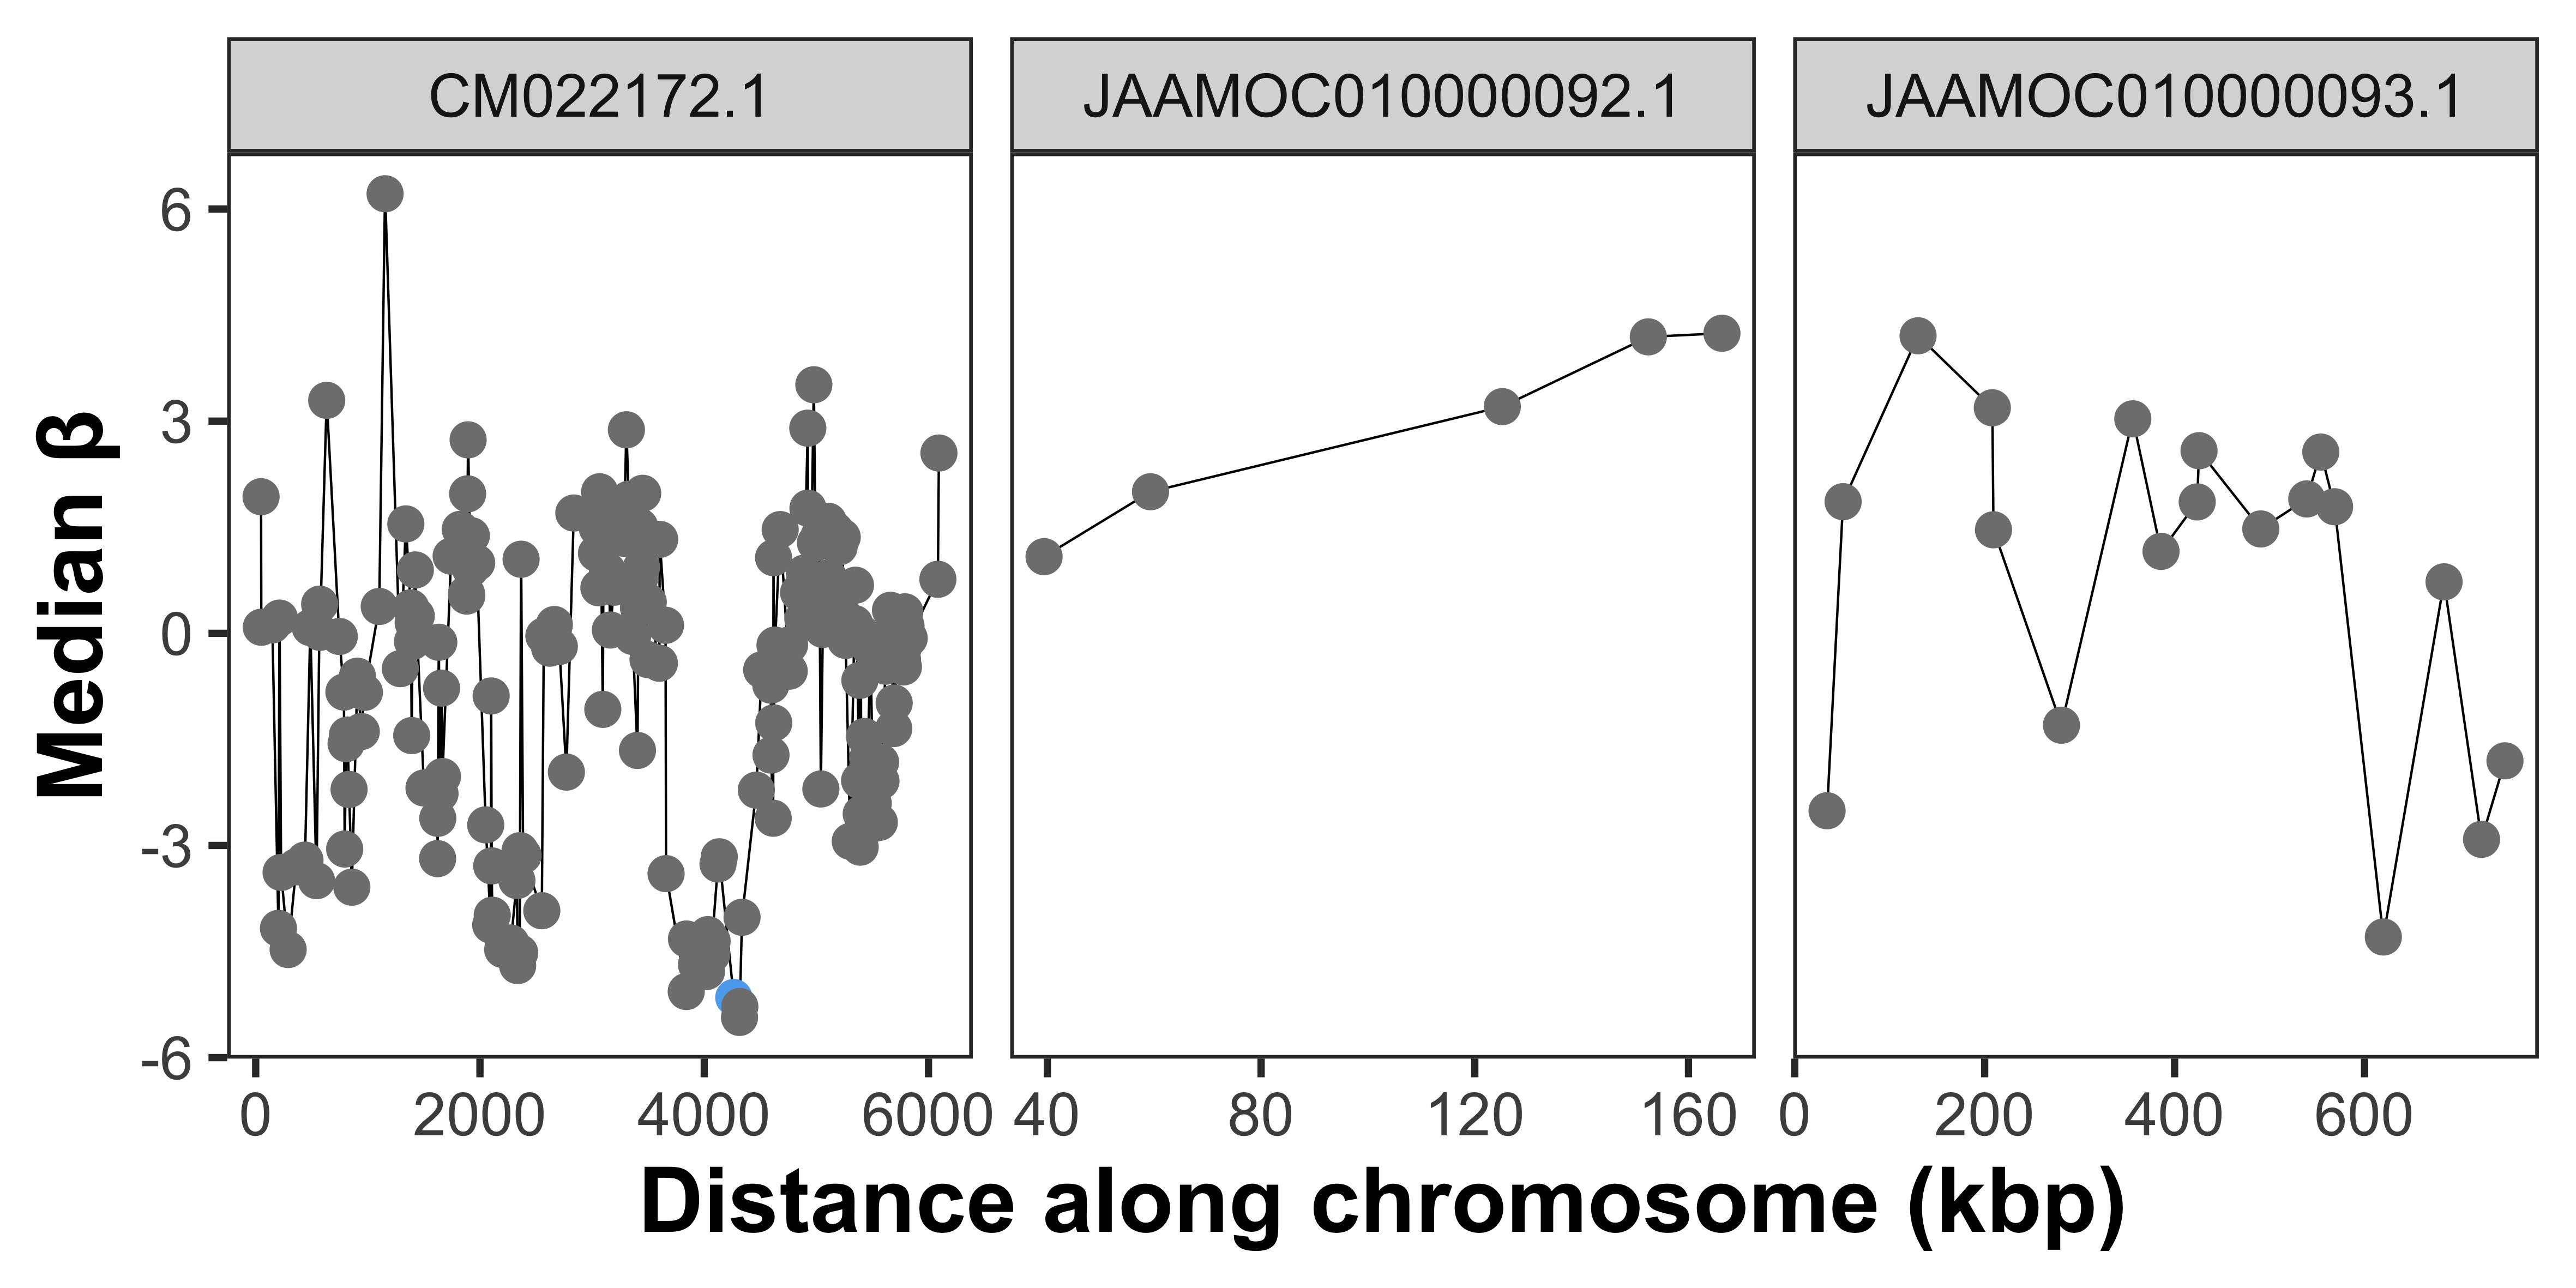 CM022172.1 JAAMOC010000092.1 JAAMOC010000093.1
6
3
0
-3
-6
Median β
0 2000 4000 6000 40 80 120 160 0 200 400 600
Distance along chromosome (kbp)